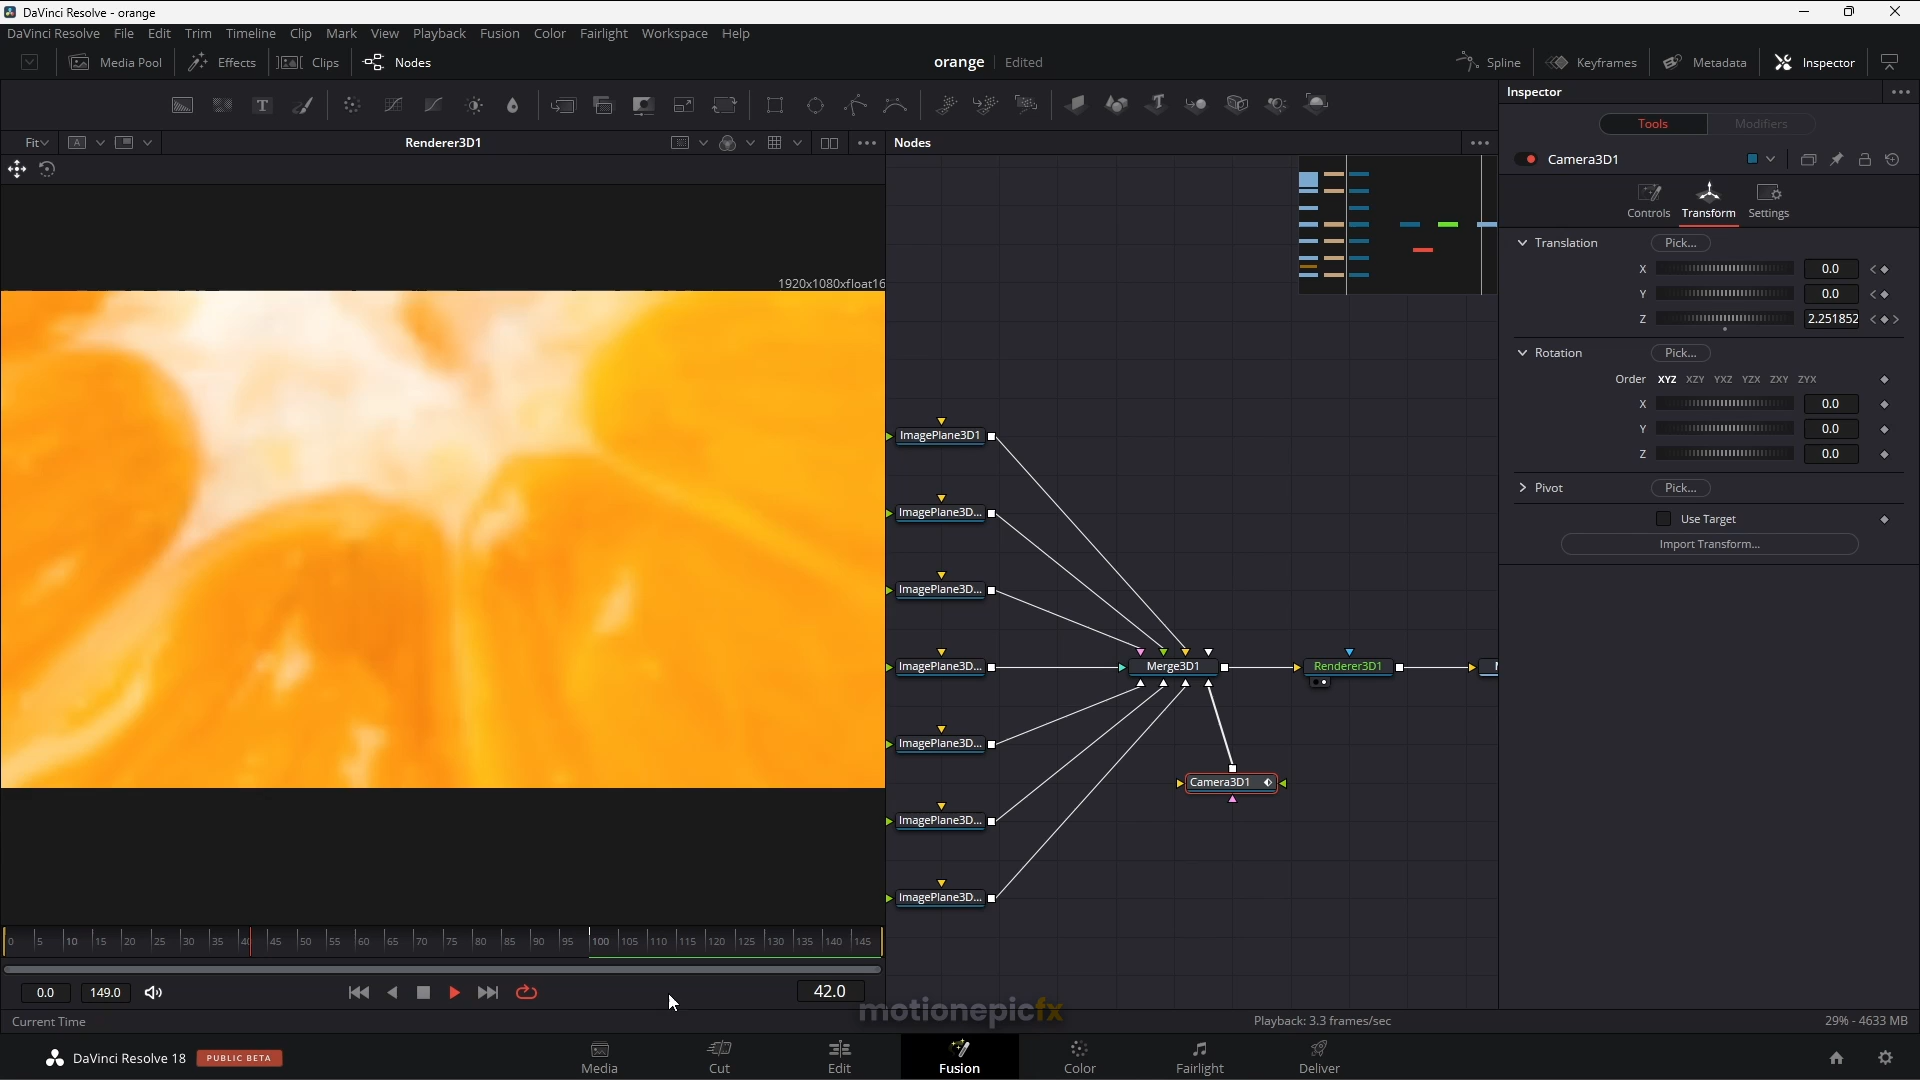 DaVinci Resolve - orange
DaVinci Resolve File Edit Trim Timeline Clip Mark View Playback Fusion Color Fairlight Workspace Help
Media Pool Effects Clips Nodes orange Edited Spline Keyframes Metadata Inspector
T T
Inspector
Tools Modifiers
Fit A Renderer3D1 Nodes
Camera3D1
Controls Transform Settings
Translation Pick...
X 0.0
Y 0.0
Z 2.251852
Rotation Pick...
Order XYZ XZY YXZ YZX ZXY ZYX
X 0.0
Y 0.0
Z 0.0
Pivot Pick...
Use Target
Import Transform...
1920x1080xfloat16
ImagePlane3D1
ImagePlane3D...
ImagePlane3D...
ImagePlane3D... Merge3D1 Renderer3D1
ImagePlane3D...
Camera3D1
ImagePlane3D...
ImagePlane3D...
0 5 10 15 20 25 30 35 40 45 50 55 60 65 70 75 80 85 90 95 100 105 110 115 120 125 130 135 140 145
0.0 149.0 42.0
motionepicfx
Current Time Playback: 3.3 frames/sec 29% - 4633 MB
DaVinci Resolve 18 PUBLIC BETA Media Cut Edit Fusion Color Fairlight Deliver